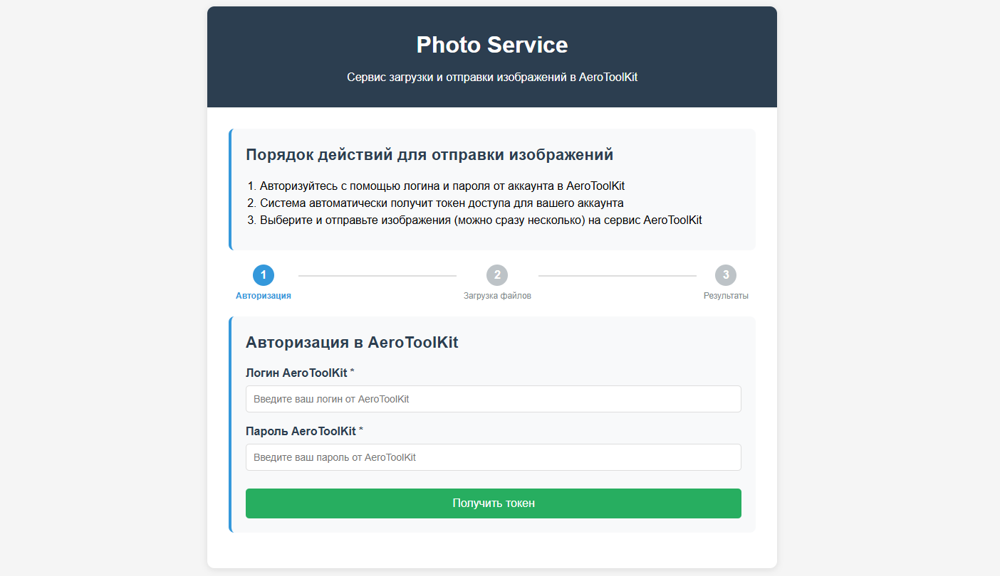 Photo Service
Сервис загрузки и отправки изображений в AeroToolKit
Порядок действий для отправки изображений
1. Авторизуйтесь с помощью логина и пароля от аккаунта в AeroToolKit
2. Система автоматически получит токен доступа для вашего аккаунта
3. Выберите и отправьте изображения (можно сразу несколько) на сервис AeroToolKit
1 2 3
Авторизация Загрузка файлов Результаты
Авторизация в AeroToolKit
Логин AeroToolKit *
Введите ваш логин от AeroToolKit
Пароль AeroToolKit *
Введите ваш пароль от AeroToolKit
Получить токен